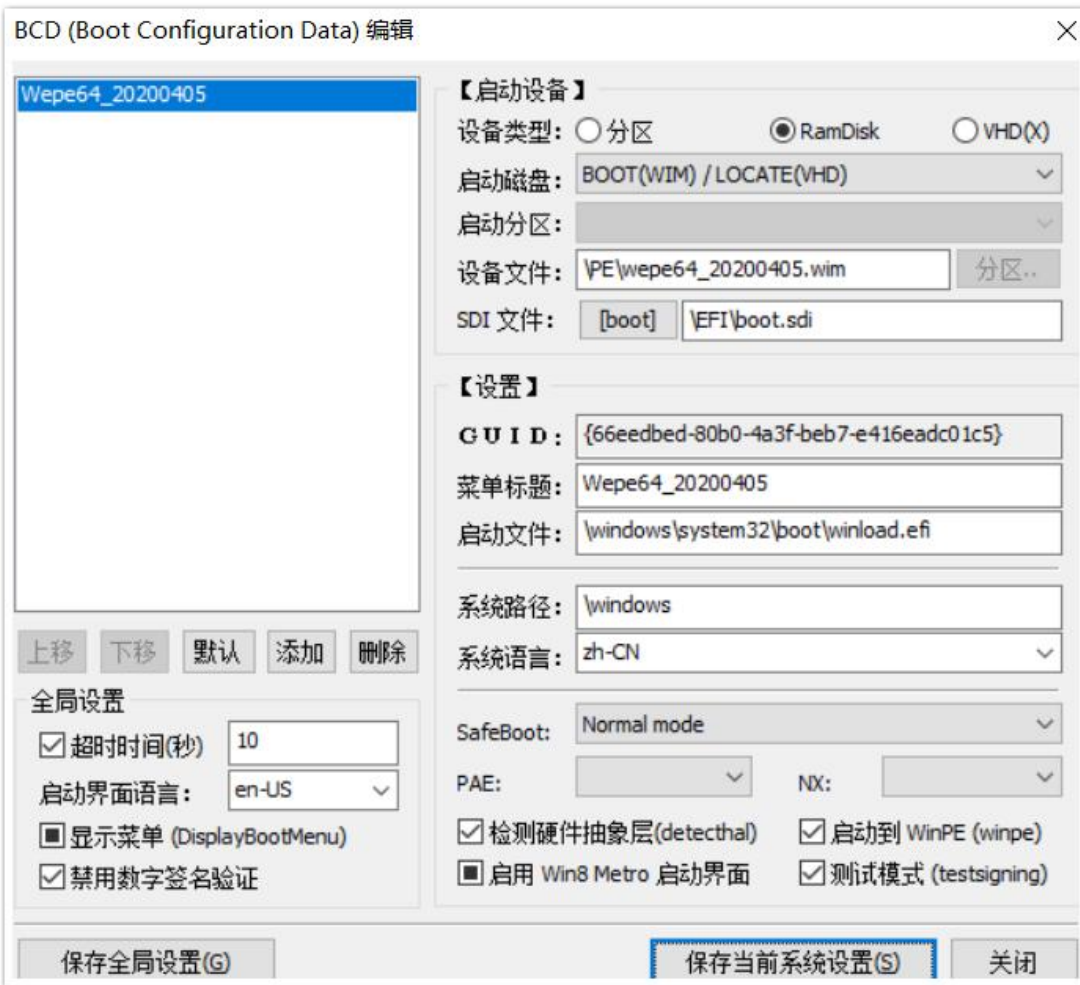 BCD (Boot Configuration Data) 编辑
Wepe64_20200405
上移 下移 默认 添加 删除
全局设置
超时时间(秒) 10
启动界面语言: en-US
显示菜单 (DisplayBootMenu)
禁用数字签名验证
【启动设备】
设备类型: 分区 RamDisk VHD(X)
启动磁盘: BOOT(WIM) / LOCATE(VHD)
启动分区:
设备文件: \PE\wepe64_20200405.wim 分区..
SDI 文件: [boot] \EFI\boot.sdi
【设置】
GUID: {66eedbed-80b0-4a3f-beb7-e416eadc01c5}
菜单标题: Wepe64_20200405
启动文件: \windows\system32\boot\winload.efi
系统路径: \windows
系统语言: zh-CN
SafeBoot: Normal mode
PAE: NX:
检测硬件抽象层(detecthal) 启动到 WinPE (winpe)
启用 Win8 Metro 启动界面 测试模式 (testsigning)
保存全局设置(G) 保存当前系统设置(S) 关闭